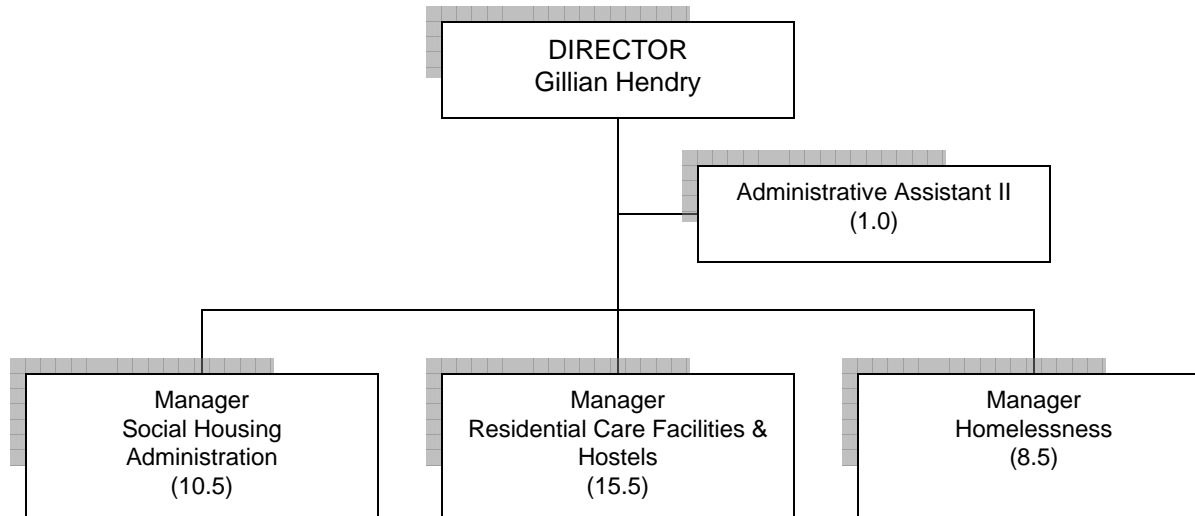 DIRECTOR
Gillian Hendry
Administrative Assistant II
(1.0)
Manager
Social Housing
Administration
(10.5)
Manager
Residential Care Facilities &
Hostels
(15.5)
Manager
Homelessness
(8.5)